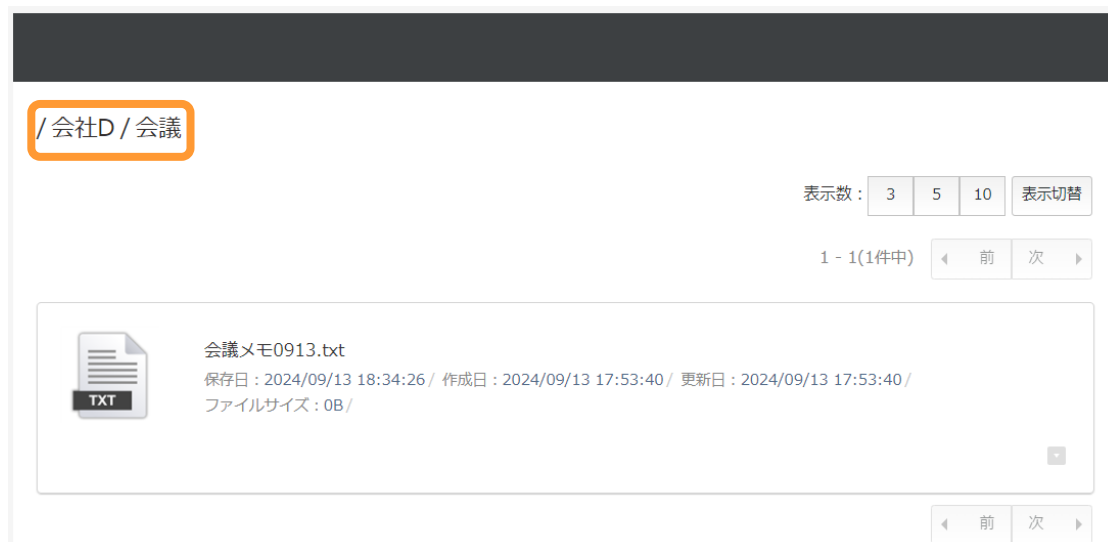 / 会社D / 会議
表示数： 3 5 10 表示切替
1 - 1(1件中) 前 次
会議メモ0913.txt
保存日：2024/09/13 18:34:26 / 作成日：2024/09/13 17:53:40 / 更新日：2024/09/13 17:53:40 /
TXT
ファイルサイズ：0B /
前 次